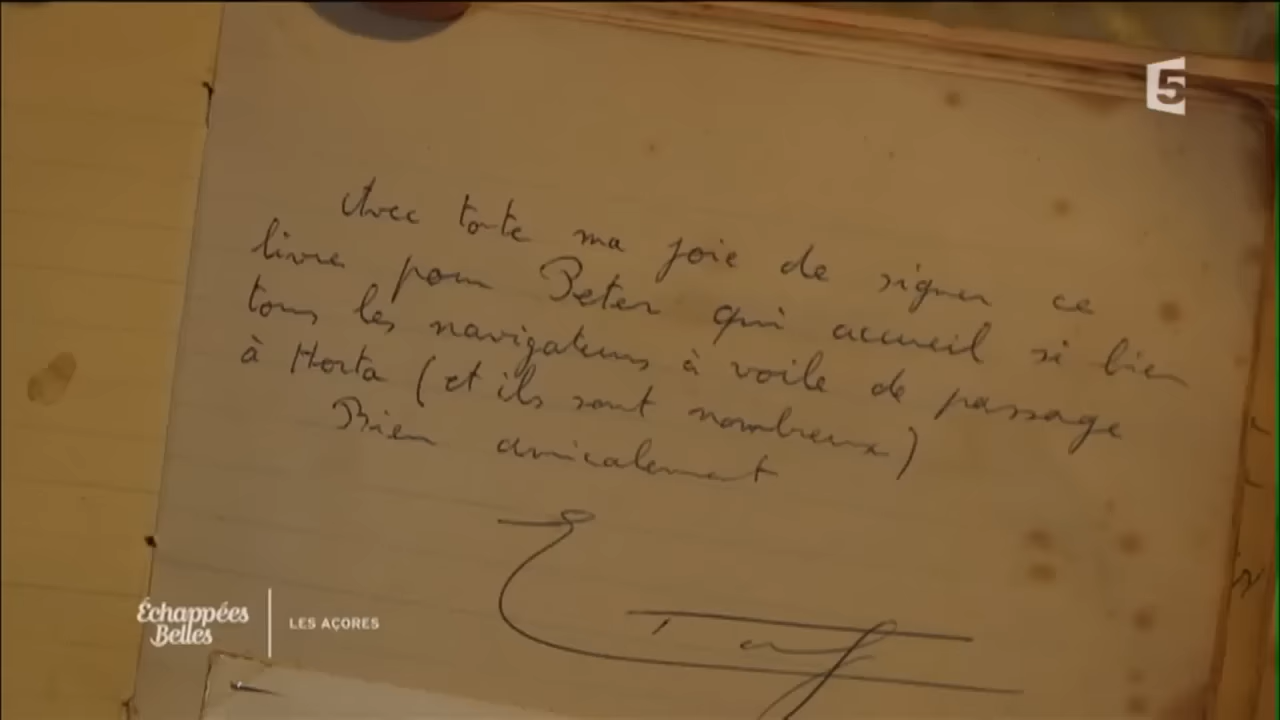 5
Avec toute ma joie de signer ce
livre pour Peter qui accueil si bien
tous les navigateurs à voile de passage
à Horta (et ils sont nombreux)
Bien amicalement
Échappées
Belles
LES AÇORES